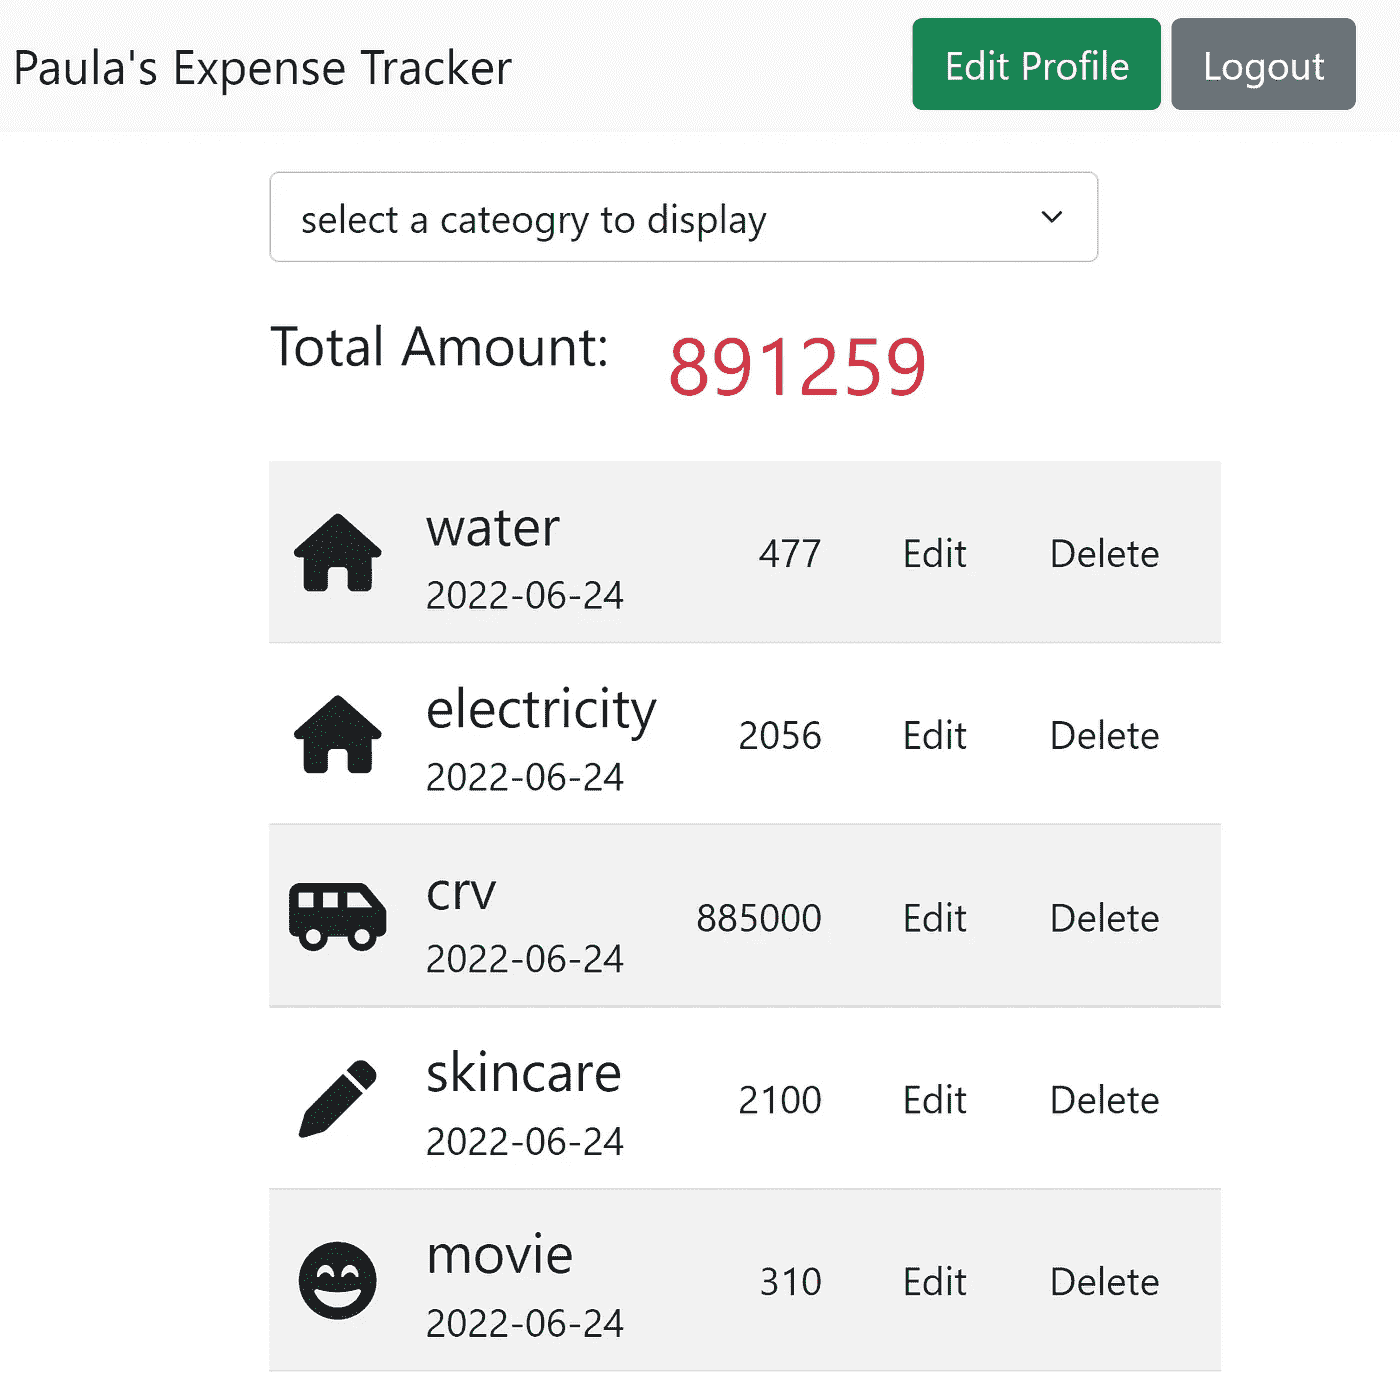 Paula's Expense Tracker Edit Profile Logout
select a cateogry to display
Total Amount: 891259
water
477 Edit Delete
2022-06-24
electricity
2056 Edit Delete
2022-06-24
crv
885000 Edit Delete
2022-06-24
skincare
2100 Edit Delete
2022-06-24
movie
310 Edit Delete
2022-06-24